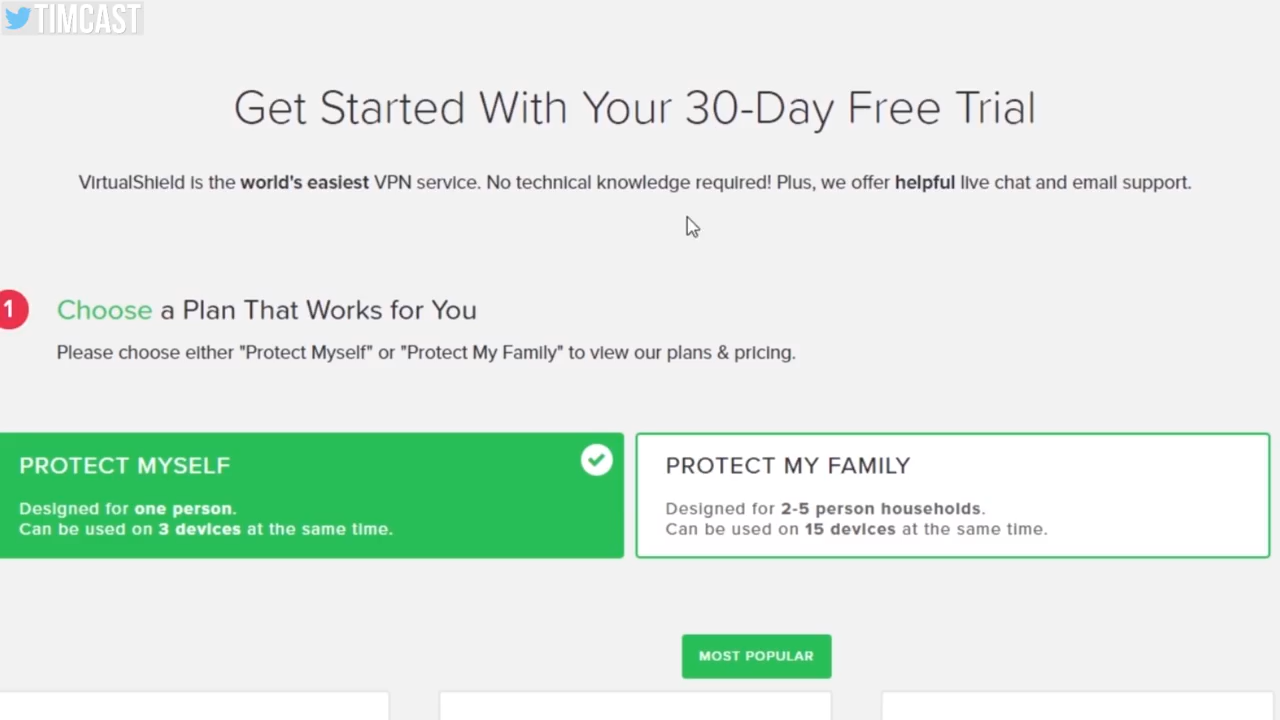 TIMCAST
Get Started With Your 30-Day Free Trial
VirtualShield is the world's easiest VPN service. No technical knowledge required! Plus, we offer helpful live chat and email support.
1
Choose a Plan That Works for You
Please choose either "Protect Myself" or "Protect My Family" to view our plans & pricing.
PROTECT MYSELF
Designed for one person.
Can be used on 3 devices at the same time.
PROTECT MY FAMILY
Designed for 2-5 person households.
Can be used on 15 devices at the same time.
MOST POPULAR